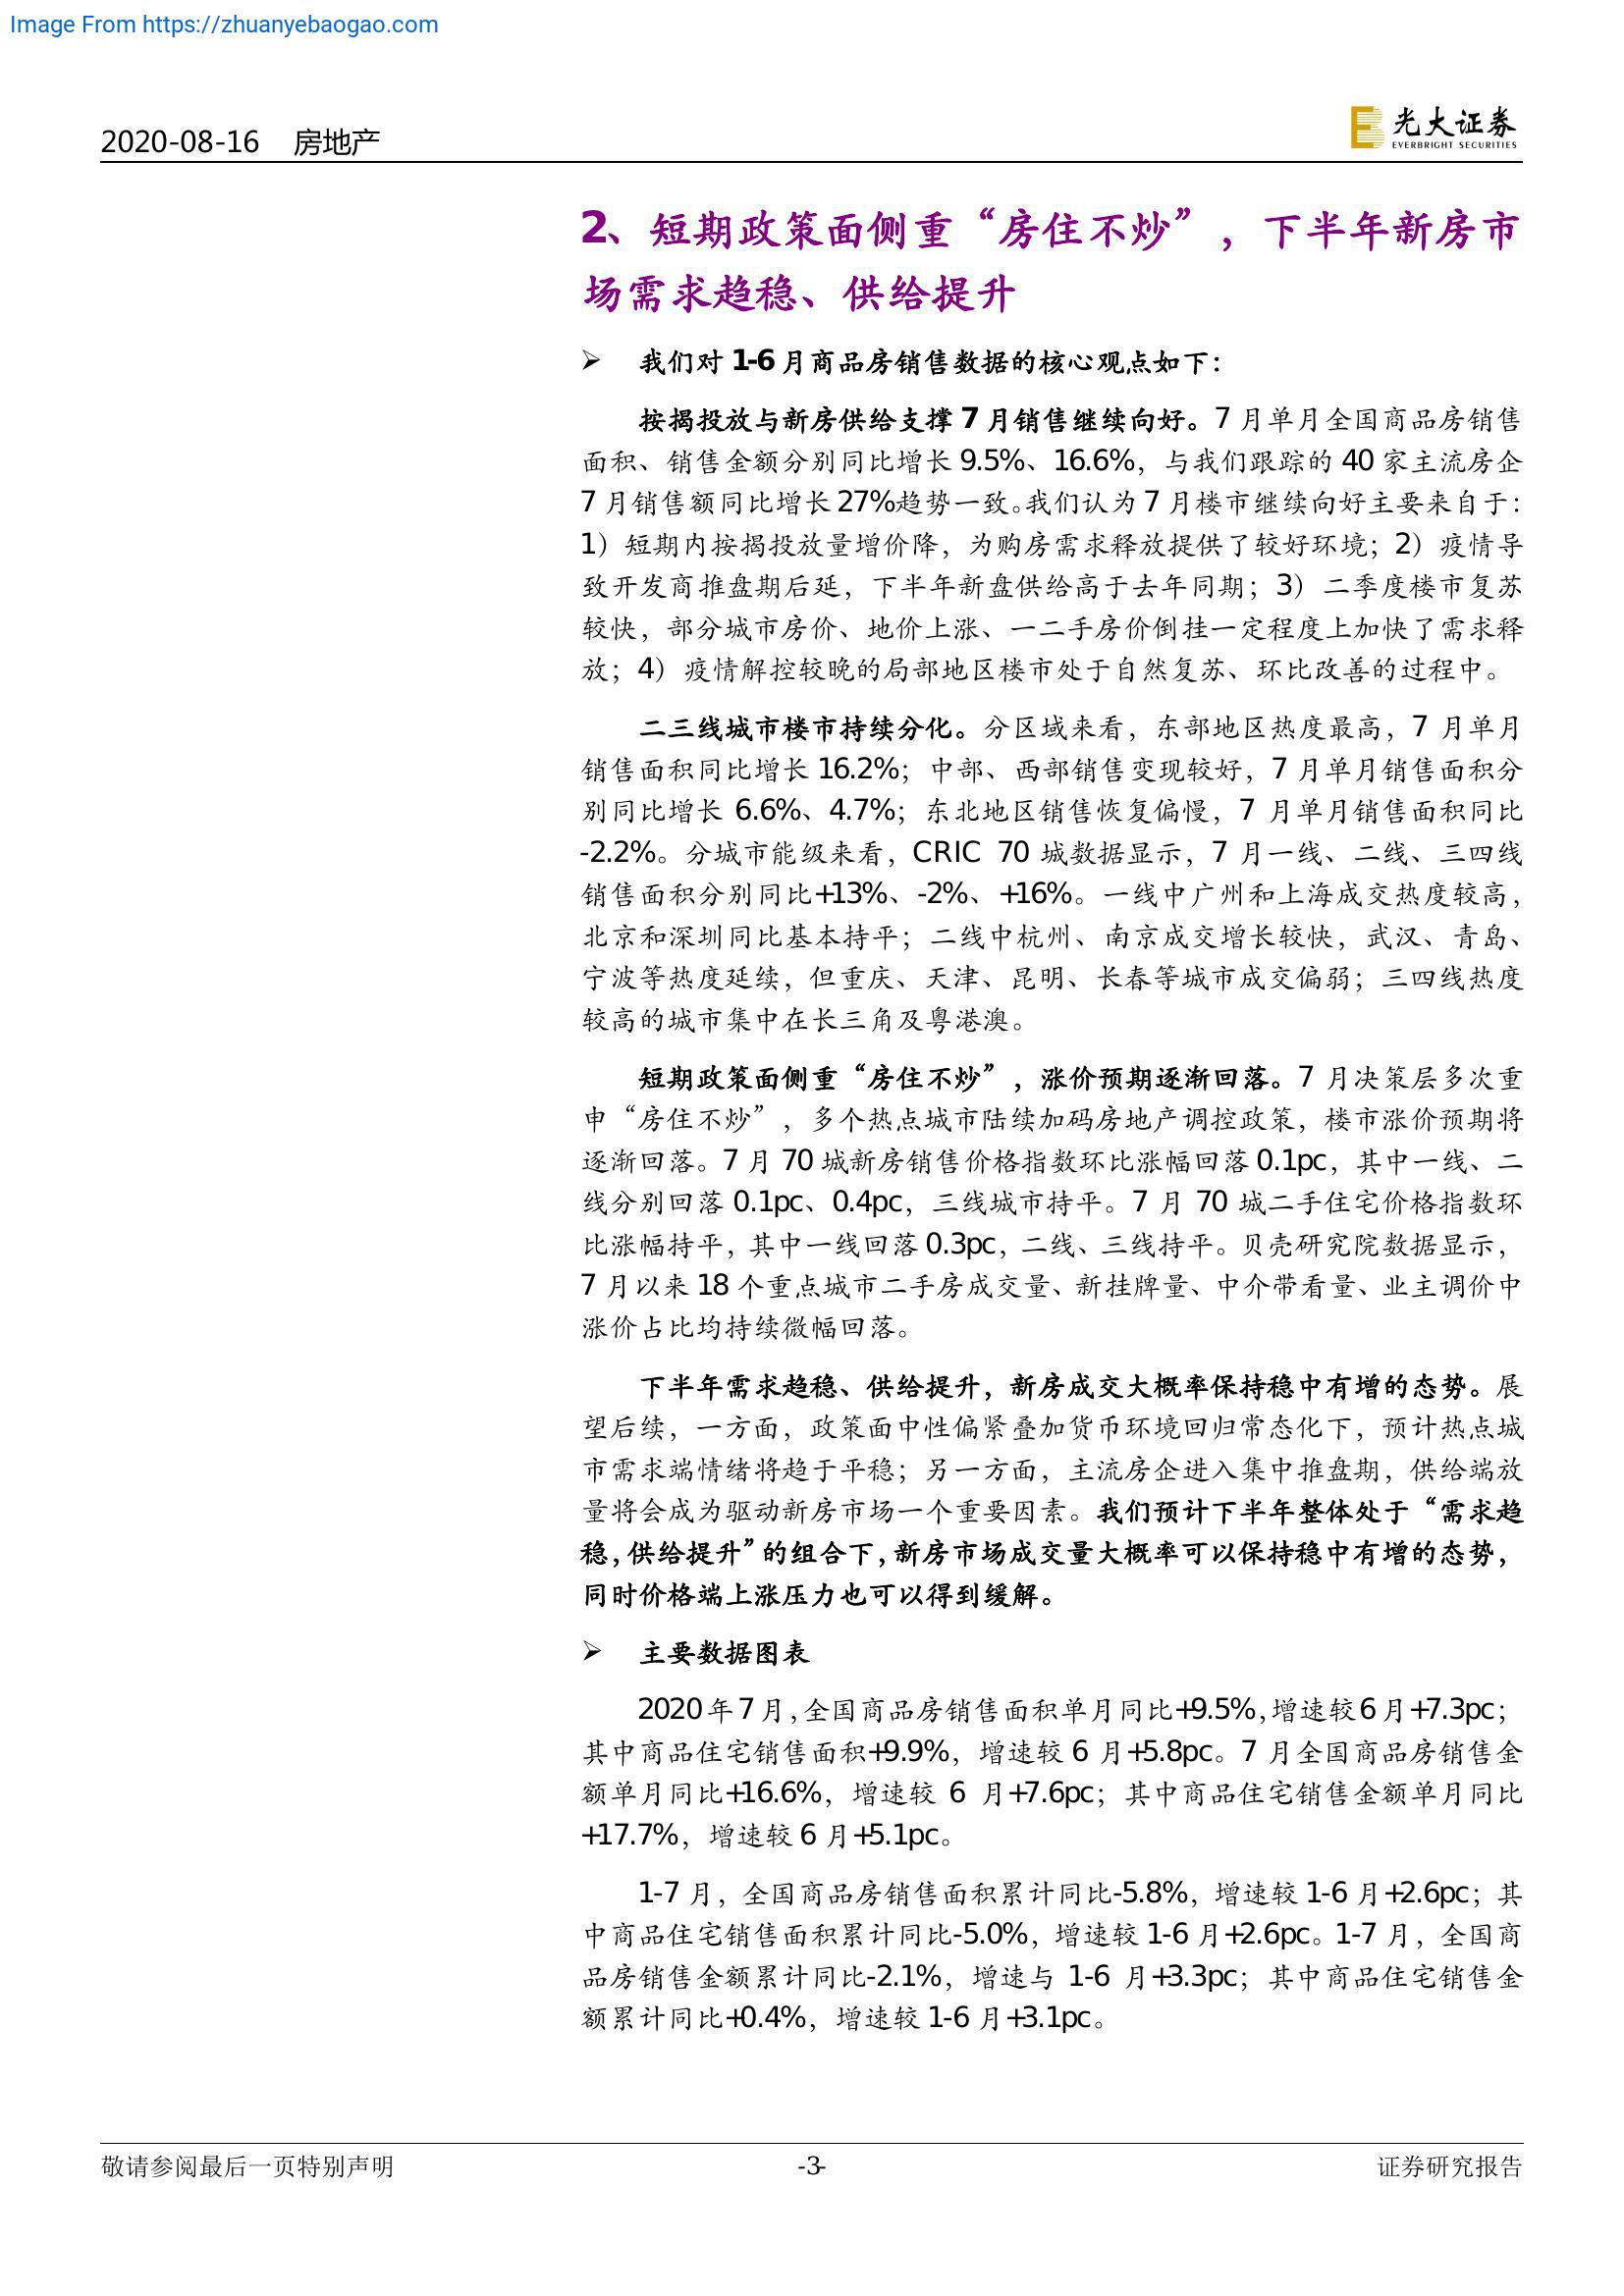 Image From https://zhuanyebaogao.com
2020-08-16 房地产
光大证券
EVERBRIGHT SECURITIES
2、短期政策面侧重“房住不炒”，下半年新房市
场需求趋稳、供给提升
➢ 我们对 1-6 月商品房销售数据的核心观点如下：
按揭投放与新房供给支撑 7 月销售继续向好。7 月单月全国商品房销售
面积、销售金额分别同比增长 9.5%、16.6%，与我们跟踪的 40 家主流房企
7 月销售额同比增长 27%趋势一致。我们认为 7 月楼市继续向好主要来自于：
1）短期内按揭投放量增价降，为购房需求释放提供了较好环境；2）疫情导
致开发商推盘期后延，下半年新盘供给高于去年同期；3）二季度楼市复苏
较快，部分城市房价、地价上涨、一二手房价倒挂一定程度上加快了需求释
放；4）疫情解控较晚的局部地区楼市处于自然复苏、环比改善的过程中。
二三线城市楼市持续分化。分区域来看，东部地区热度最高，7 月单月
销售面积同比增长 16.2%；中部、西部销售变现较好，7 月单月销售面积分
别同比增长 6.6%、4.7%；东北地区销售恢复偏慢，7 月单月销售面积同比
-2.2%。分城市能级来看，CRIC 70 城数据显示，7 月一线、二线、三四线
销售面积分别同比+13%、-2%、+16%。一线中广州和上海成交热度较高，
北京和深圳同比基本持平；二线中杭州、南京成交增长较快，武汉、青岛、
宁波等热度延续，但重庆、天津、昆明、长春等城市成交偏弱；三四线热度
较高的城市集中在长三角及粤港澳。
短期政策面侧重“房住不炒”，涨价预期逐渐回落。7 月决策层多次重
申“房住不炒”，多个热点城市陆续加码房地产调控政策，楼市涨价预期将
逐渐回落。7 月 70 城新房销售价格指数环比涨幅回落 0.1pc，其中一线、二
线分别回落 0.1pc、0.4pc，三线城市持平。7 月 70 城二手住宅价格指数环
比涨幅持平，其中一线回落 0.3pc，二线、三线持平。贝壳研究院数据显示，
7 月以来 18 个重点城市二手房成交量、新挂牌量、中介带看量、业主调价中
涨价占比均持续微幅回落。
下半年需求趋稳、供给提升，新房成交大概率保持稳中有增的态势。展
望后续，一方面，政策面中性偏紧叠加货币环境回归常态化下，预计热点城
市需求端情绪将趋于平稳；另一方面，主流房企进入集中推盘期，供给端放
量将会成为驱动新房市场一个重要因素。我们预计下半年整体处于“需求趋
稳，供给提升”的组合下，新房市场成交量大概率可以保持稳中有增的态势，
同时价格端上涨压力也可以得到缓解。
➢ 主要数据图表
2020 年 7 月，全国商品房销售面积单月同比+9.5%，增速较 6 月+7.3pc；
其中商品住宅销售面积+9.9%，增速较 6 月+5.8pc。7 月全国商品房销售金
额单月同比+16.6%，增速较 6 月+7.6pc；其中商品住宅销售金额单月同比
+17.7%，增速较 6 月+5.1pc。
1-7 月，全国商品房销售面积累计同比-5.8%，增速较 1-6 月+2.6pc；其
中商品住宅销售面积累计同比-5.0%，增速较 1-6 月+2.6pc。1-7 月，全国商
品房销售金额累计同比-2.1%，增速与 1-6 月+3.3pc；其中商品住宅销售金
额累计同比+0.4%，增速较 1-6 月+3.1pc。
敬请参阅最后一页特别声明 -3- 证券研究报告